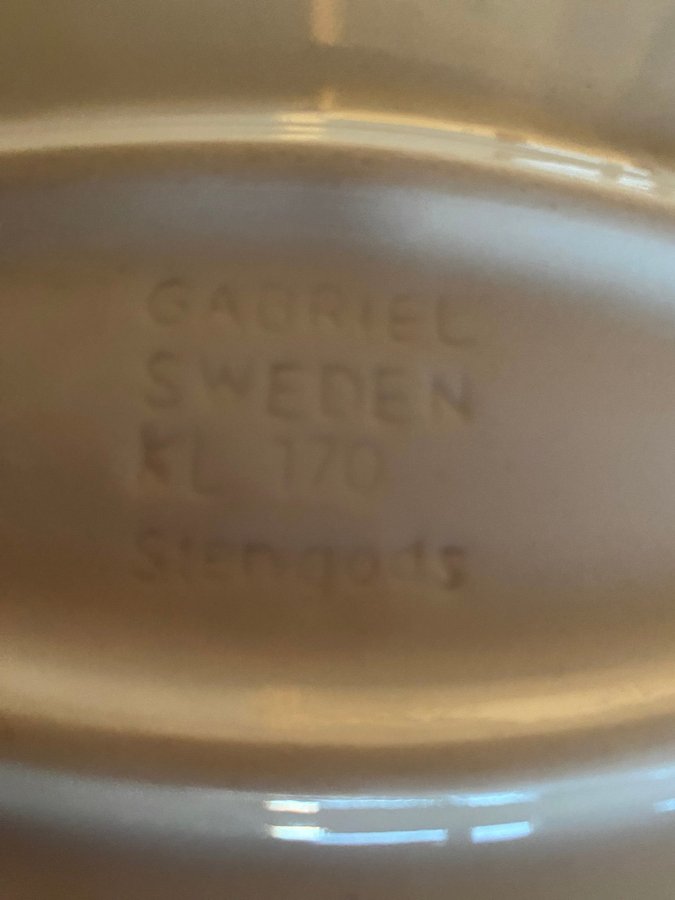 GABRIEL
SWEDEN
KL 170
Stengods